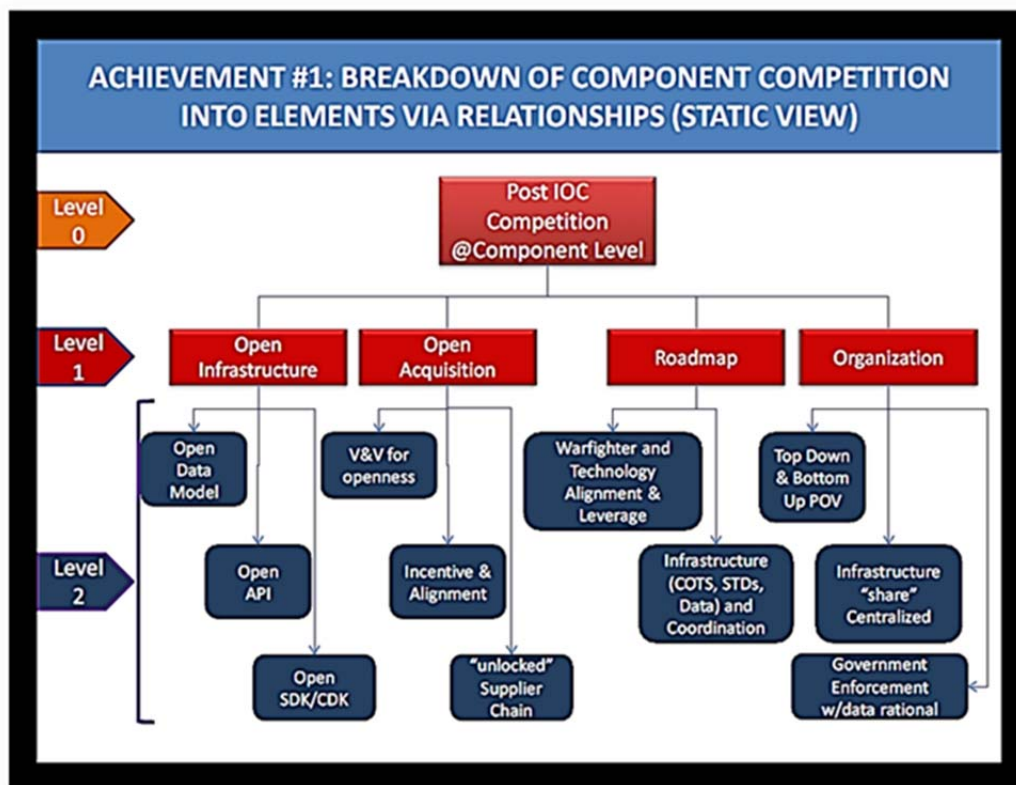 ACHIEVEMENT #1: BREAKDOWN OF COMPONENT COMPETITION
INTO ELEMENTS VIA RELATIONSHIPS (STATIC VIEW)
Level
0
Post IOC
Competition
@Component Level
Level
1
Open
Infrastructure
Open
Acquisition
Roadmap
Organization
Level
2
Open
Data
Model
V&V for
openness
Warfighter and
Technology
Alignment &
Leverage
Top Down
& Bottom
Up POV
Open
API
Incentive &
Alignment
Infrastructure
(COTS, STDs,
Data) and
Coordination
Infrastructure
“share”
Centralized
Open
SDK/CDK
“unlocked”
Supplier
Chain
Government
Enforcement
w/data rational